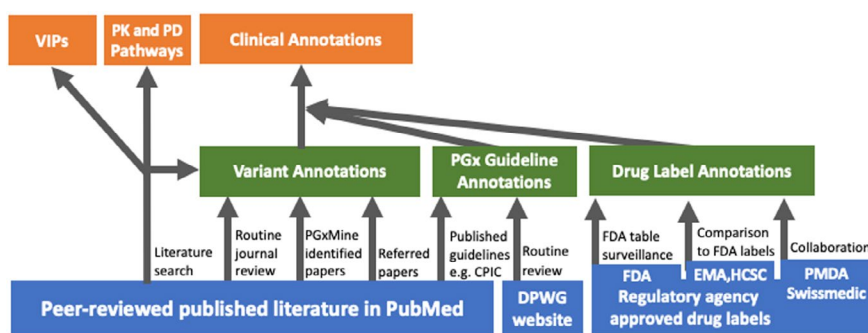 VIPs
PK and PD
Pathways
Clinical Annotations
Variant Annotations
PGx Guideline
Annotations
Drug Label Annotations
Literature
search
Routine
journal
review
PGxMine
identified
papers
Referred
papers
Published
guidelines
e.g. CPIC
Routine
review
FDA table
surveillance
Comparison
to FDA labels
Collaboration
Peer-reviewed published literature in PubMed
DPWG
website
FDA
EMA,HCSC
PMDA
Swissmedic
Regulatory agency
approved drug labels